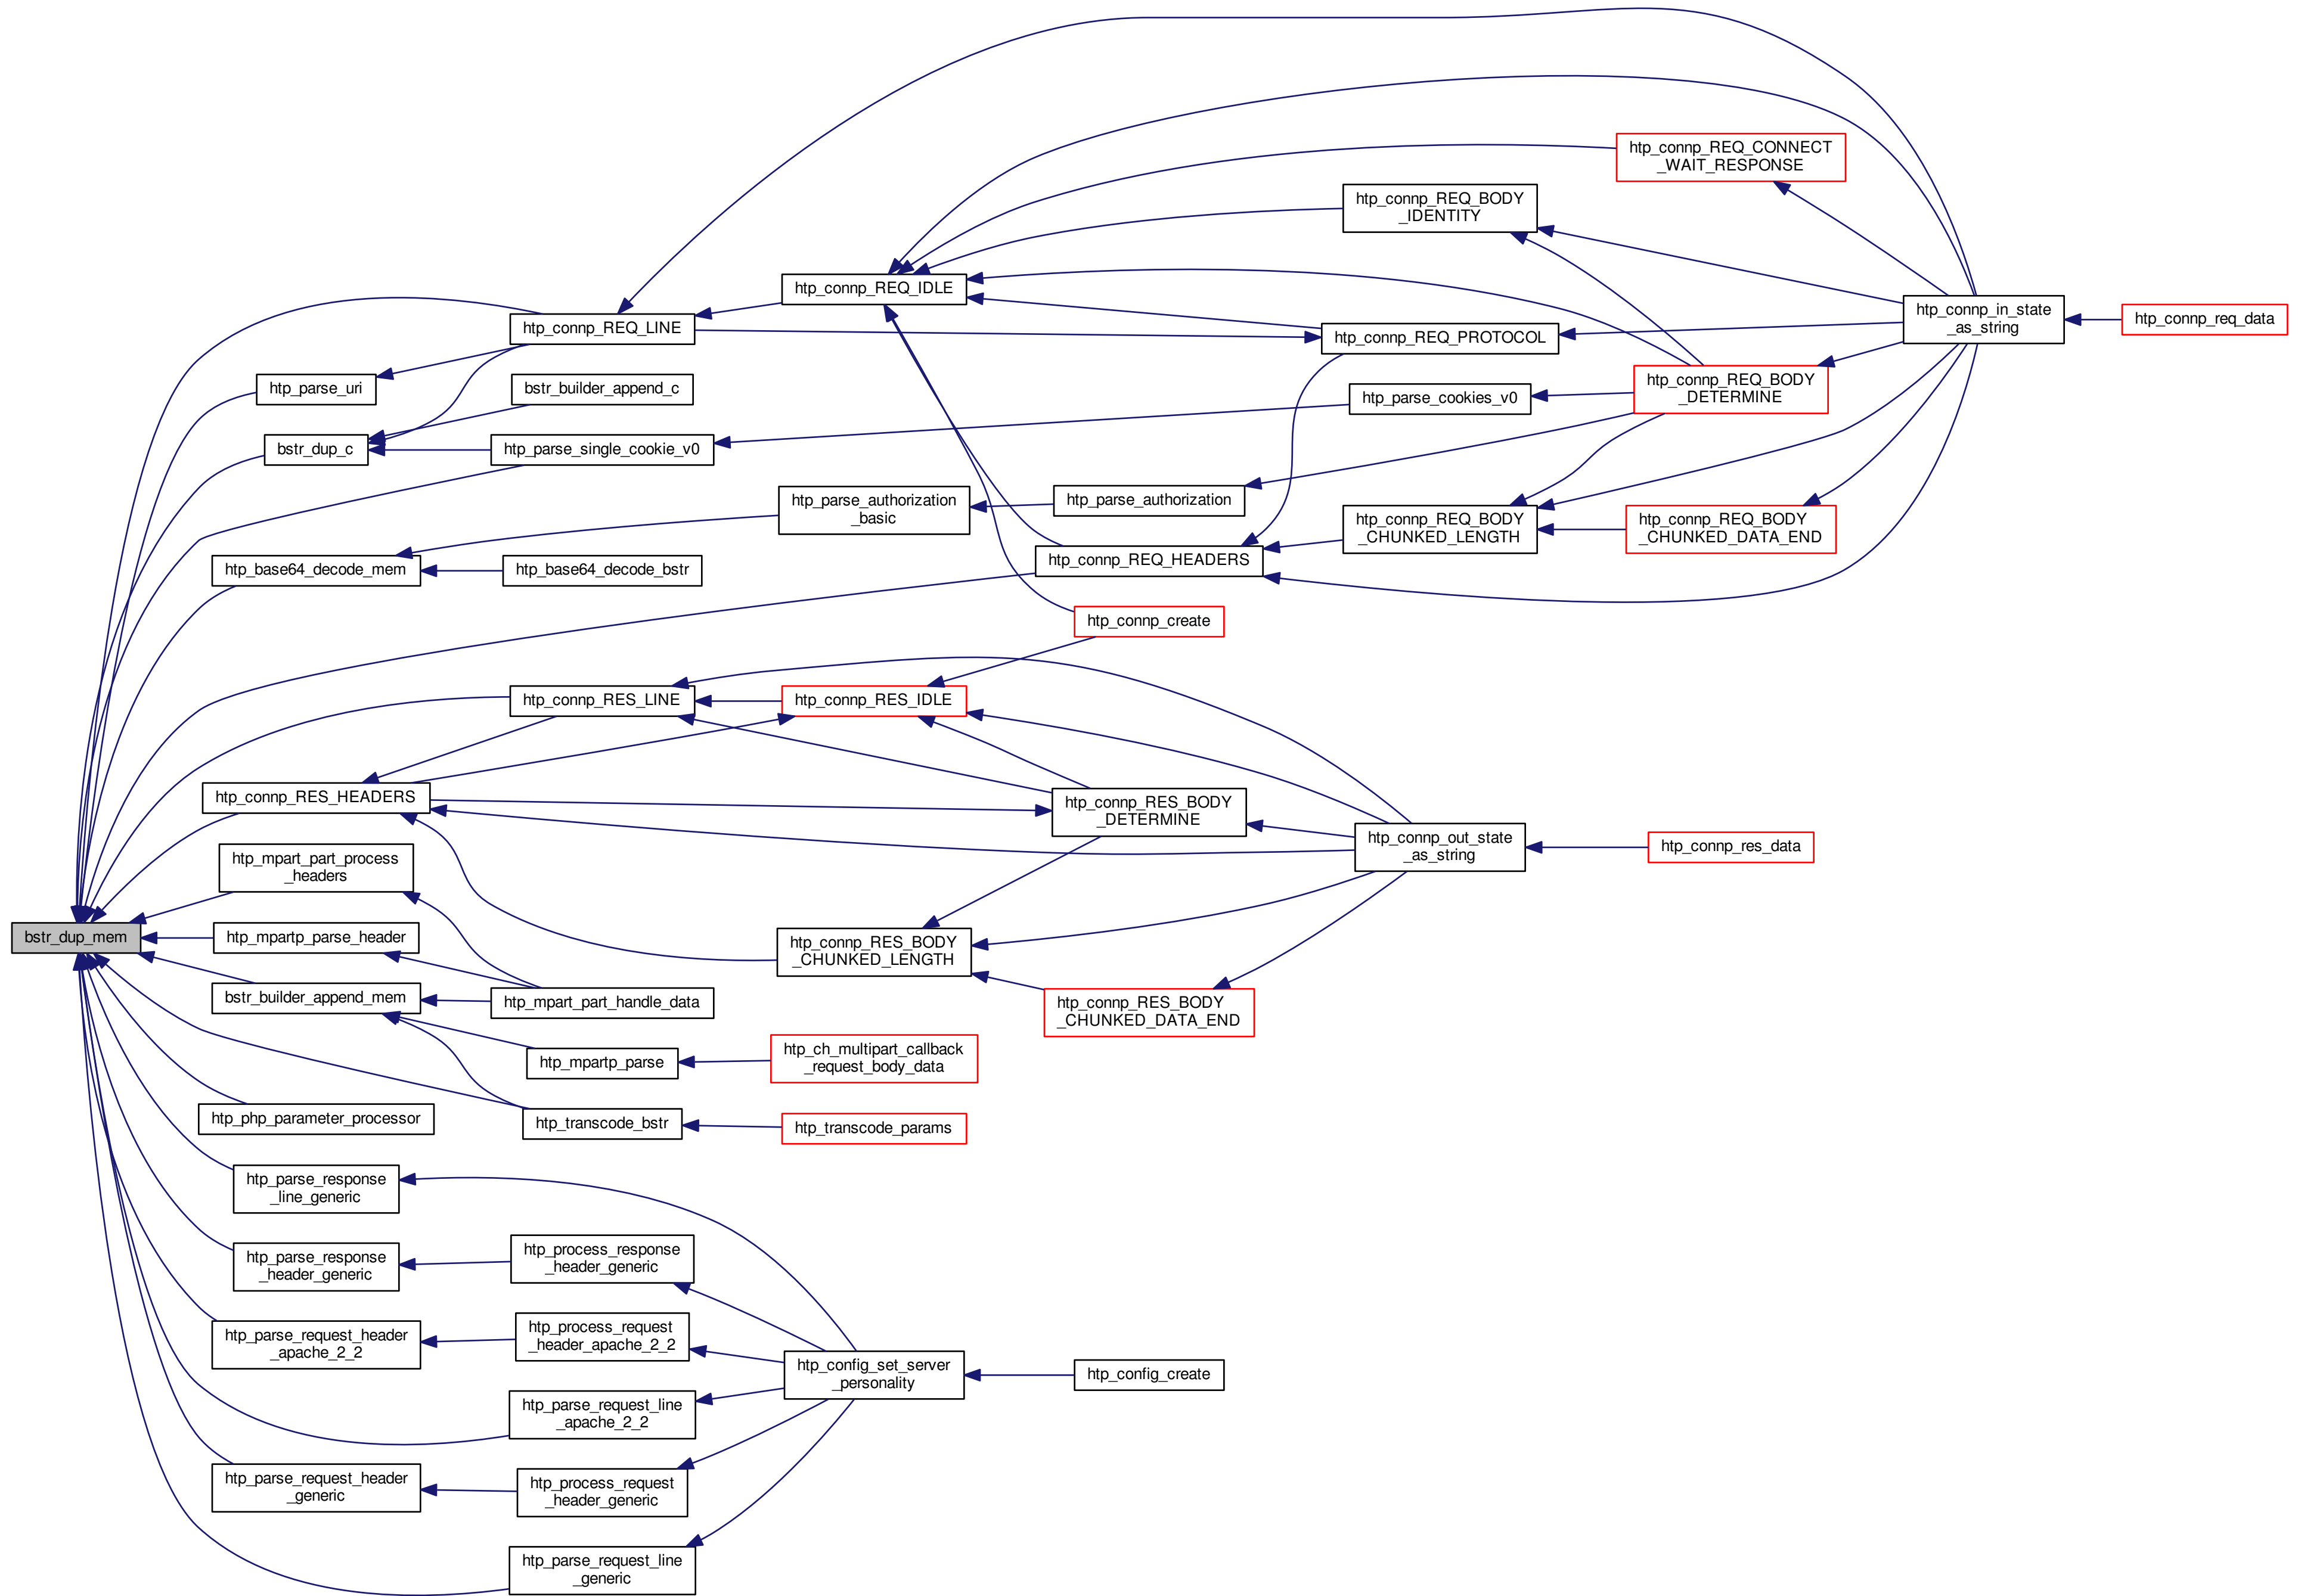 htp_connp_REQ_CONNECT
_WAIT_RESPONSE
htp_connp_REQ_BODY
_IDENTITY
htp_connp_REQ_IDLE
htp_connp_in_state
_as_string
htp_connp_req_data
htp_connp_REQ_LINE
htp_connp_REQ_PROTOCOL
htp_parse_uri
bstr_builder_append_c
htp_parse_cookies_v0
htp_connp_REQ_BODY
_DETERMINE
bstr_dup_c
htp_parse_single_cookie_v0
htp_parse_authorization
_basic
htp_parse_authorization
htp_connp_REQ_BODY
_CHUNKED_LENGTH
htp_connp_REQ_BODY
_CHUNKED_DATA_END
htp_base64_decode_mem
htp_base64_decode_bstr
htp_connp_REQ_HEADERS
htp_connp_create
htp_connp_RES_LINE
htp_connp_RES_IDLE
htp_connp_RES_HEADERS
htp_connp_RES_BODY
_DETERMINE
htp_connp_out_state
_as_string
htp_connp_res_data
htp_mpart_part_process
_headers
bstr_dup_mem
htp_mpartp_parse_header
htp_connp_RES_BODY
_CHUNKED_LENGTH
bstr_builder_append_mem
htp_mpart_part_handle_data
htp_connp_RES_BODY
_CHUNKED_DATA_END
htp_mpartp_parse
htp_ch_multipart_callback
_request_body_data
htp_php_parameter_processor
htp_transcode_bstr
htp_transcode_params
htp_parse_response
_line_generic
htp_parse_response
_header_generic
htp_process_response
_header_generic
htp_parse_request_header
_apache_2_2
htp_process_request
_header_apache_2_2
htp_config_set_server
_personality
htp_config_create
htp_parse_request_line
_apache_2_2
htp_parse_request_header
_generic
htp_process_request
_header_generic
htp_parse_request_line
_generic